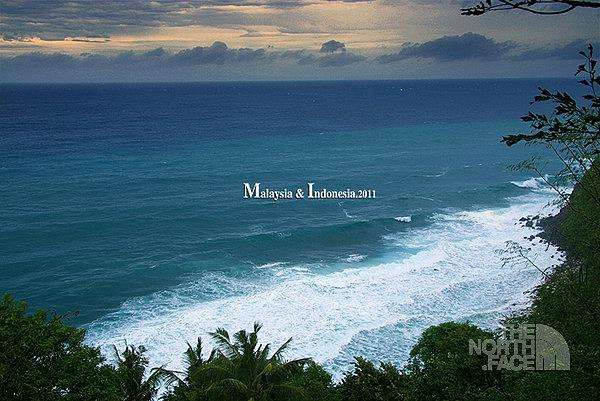 Malaysia & Indonesia.2011
THE
NORTH
FACE